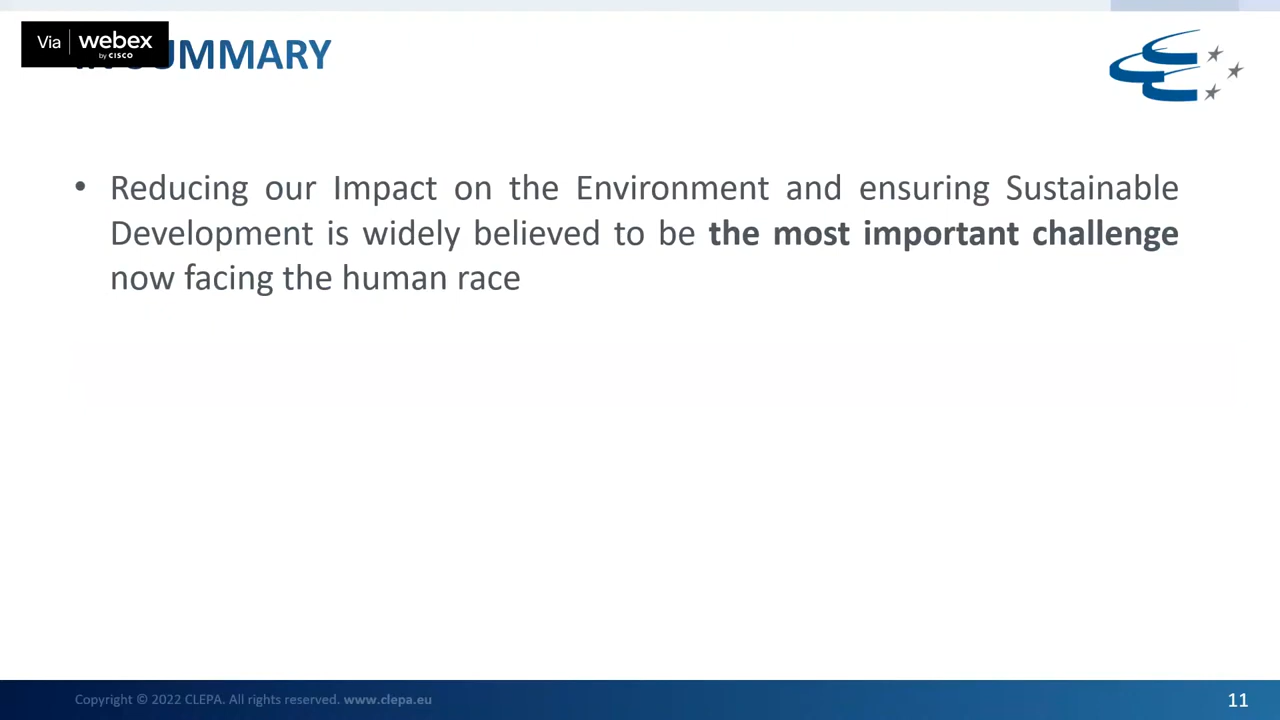 Via webex
by CISCO
SUMMARY
• Reducing our Impact on the Environment and ensuring Sustainable
Development is widely believed to be the most important challenge
now facing the human race
Copyright © 2022 CLEPA. All rights reserved. www.clepa.eu
11